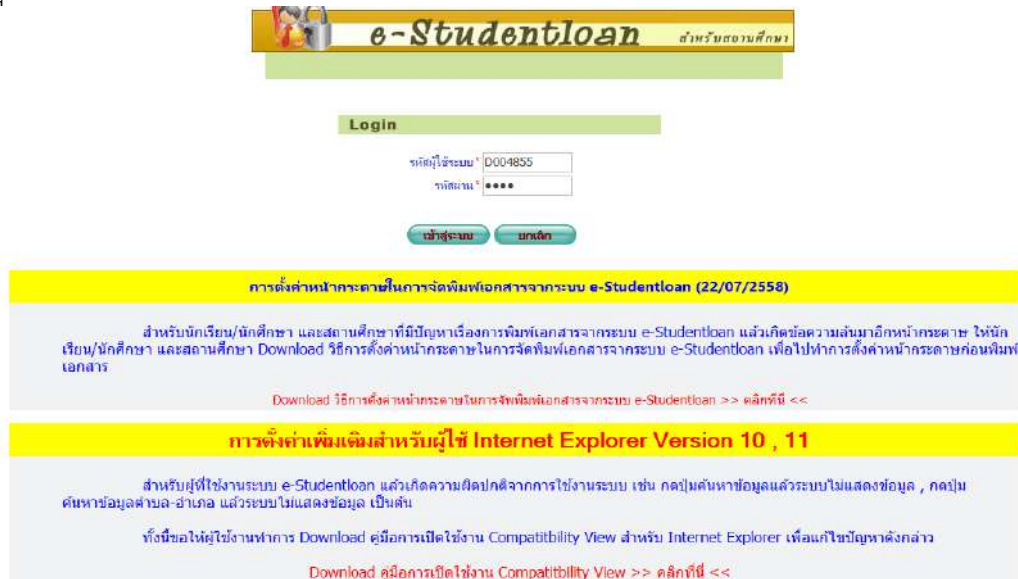 e-Studentloan สำหรับสถานศึกษา
Login
รหัสผู้ใช้ระบบ * D004855
รหัสผ่าน * ••••
เข้าสู่ระบบ ยกเลิก
การตั้งค่าหน้ากระดาษในการจัดพิมพ์เอกสารจากระบบ e-Studentloan (22/07/2558)
สำหรับนักเรียน/นักศึกษา และสถานศึกษาที่มีปัญหาเรื่องการพิมพ์เอกสารจากระบบ e-Studentloan แล้วเกิดข้อความล้นมาอีกหน้ากระดาษ ให้นัก
เรียน/นักศึกษา และสถานศึกษา Download วิธีการตั้งค่าหน้ากระดาษในการจัดพิมพ์เอกสารจากระบบ e-Studentloan เพื่อไปทำการตั้งค่าหน้ากระดาษก่อนพิมพ์
เอกสาร
Download วิธีการตั้งค่าหน้ากระดาษในการจัพพิมพ์เอกสารจากระบบ e-Studentloan >> คลิกที่นี่ <<
การตั้งค่าเพิ่มเติมสำหรับผู้ใช้ Internet Explorer Version 10 , 11
สำหรับผู้ที่ใช้งานระบบ e-Studentloan แล้วเกิดความผิดปกติจากการใช้งานระบบ เช่น กดปุ่มค้นหาข้อมูลแล้วระบบไม่แสดงข้อมูล , กดปุ่ม
ค้นหาข้อมูลตำบล-อำเภอ แล้วระบบไม่แสดงข้อมูล เป็นต้น
ทั้งนี้ขอให้ผู้ใช้งานทำการ Download คู่มือการเปิดใช้งาน Compatitbility View สำหรับ Internet Explorer เพื่อแก้ไขปัญหาดังกล่าว
Download คู่มือการเปิดใช้งาน Compatitbility View >> คลิกที่นี่ <<